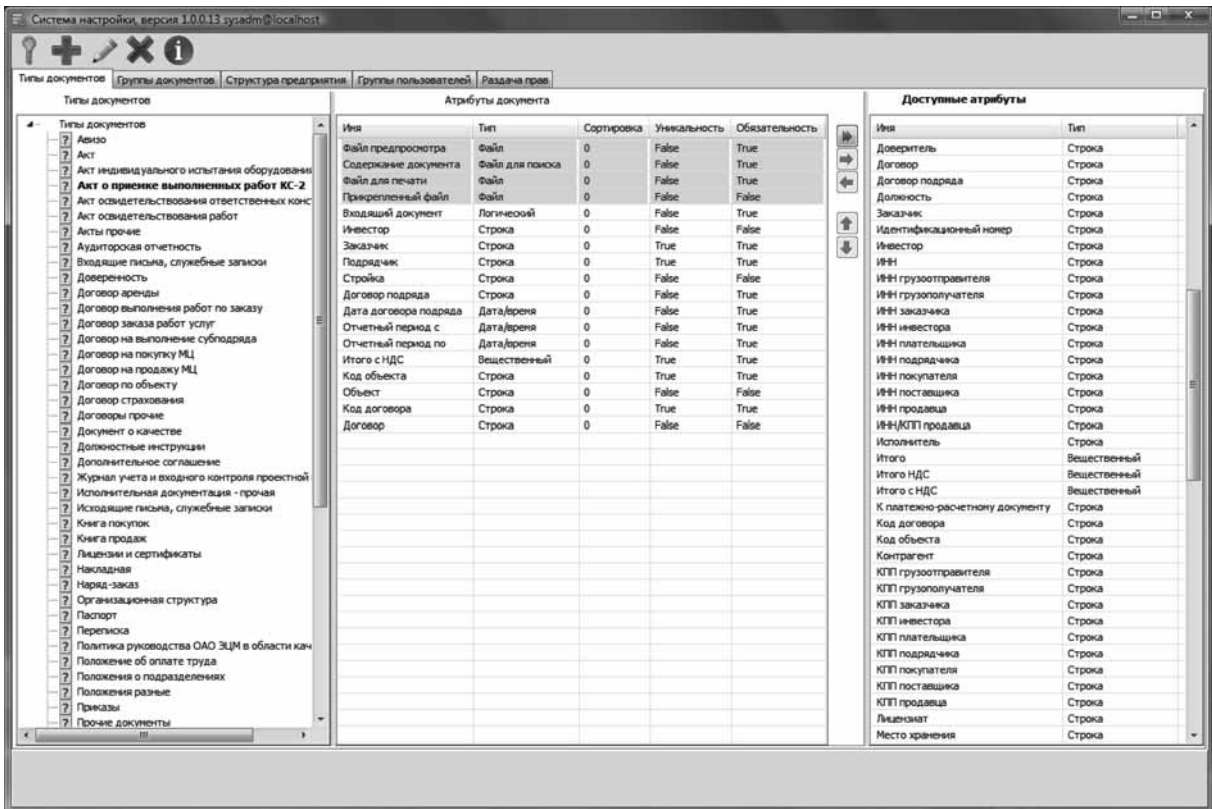 Система настройки, версия 1.0.0.13 sysadm@localhost
Типы документов Группы документов Структура предприятия Группы пользователей Раздача прав
Типы документов
Типы документов
Авизо
Акт
Акт индивидуального испытания оборудования
Акт о приемке выполненных работ КС-2
Акт освидетельствования ответственных конс
Акт освидетельствования работ
Акты прочие
Аудиторская отчетность
Входящие письма, служебные записки
Доверенность
Договор аренды
Договор выполнения работ по заказу
Договор заказа работ услуг
Договор на выполнение субподряда
Договор на покупку МЦ
Договор на продажу МЦ
Договор по объекту
Договор страхования
Договоры прочие
Документ о качестве
Должностные инструкции
Дополнительное соглашение
Журнал учета и входного контроля проектной
Исполнительная документация - прочая
Исходящие письма, служебные записки
Книга покупок
Книга продаж
Лицензии и сертификаты
Накладная
Наряд-заказ
Организационная структура
Паспорт
Переписка
Политика руководства ОАО ЭЦМ в области кач
Положение об оплате труда
Положения о подразделениях
Положения разные
Приказы
Прочие документы
Атрибуты документа
Имя Тип Сортировка Уникальность Обязательность
Файл предпросмотра Файл 0 False True
Содержание документа Файл для поиска 0 False True
Файл для печати Файл 0 False True
Прикрепленный файл Файл 0 False False
Входящий документ Логический 0 False True
Инвестор Строка 0 False False
Заказчик Строка 0 True True
Подрядчик Строка 0 True True
Стройка Строка 0 False False
Договор подряда Строка 0 False True
Дата договора подряда Дата/время 0 False True
Отчетный период с Дата/время 0 False True
Отчетный период по Дата/время 0 False True
Итого с НДС Вещественный 0 True True
Код объекта Строка 0 True True
Объект Строка 0 False False
Код договора Строка 0 True True
Договор Строка 0 False False
Доступные атрибуты
Имя Тип
Доверитель Строка
Договор Строка
Договор подряда Строка
Должность Строка
Заказчик Строка
Идентификационный номер Строка
Инвестор Строка
ИНН Строка
ИНН грузоотправителя Строка
ИНН грузополучателя Строка
ИНН заказчика Строка
ИНН инвестора Строка
ИНН плательщика Строка
ИНН подрядчика Строка
ИНН покупателя Строка
ИНН поставщика Строка
ИНН продавца Строка
ИНН/КПП продавца Строка
Исполнитель Строка
Итого Вещественный
Итого НДС Вещественный
Итого с НДС Вещественный
К платежно-расчетному документу Строка
Код договора Строка
Код объекта Строка
Контрагент Строка
КПП грузоотправителя Строка
КПП грузополучателя Строка
КПП заказчика Строка
КПП инвестора Строка
КПП плательщика Строка
КПП подрядчика Строка
КПП покупателя Строка
КПП поставщика Строка
КПП продавца Строка
Лицензиат Строка
Место хранения Строка